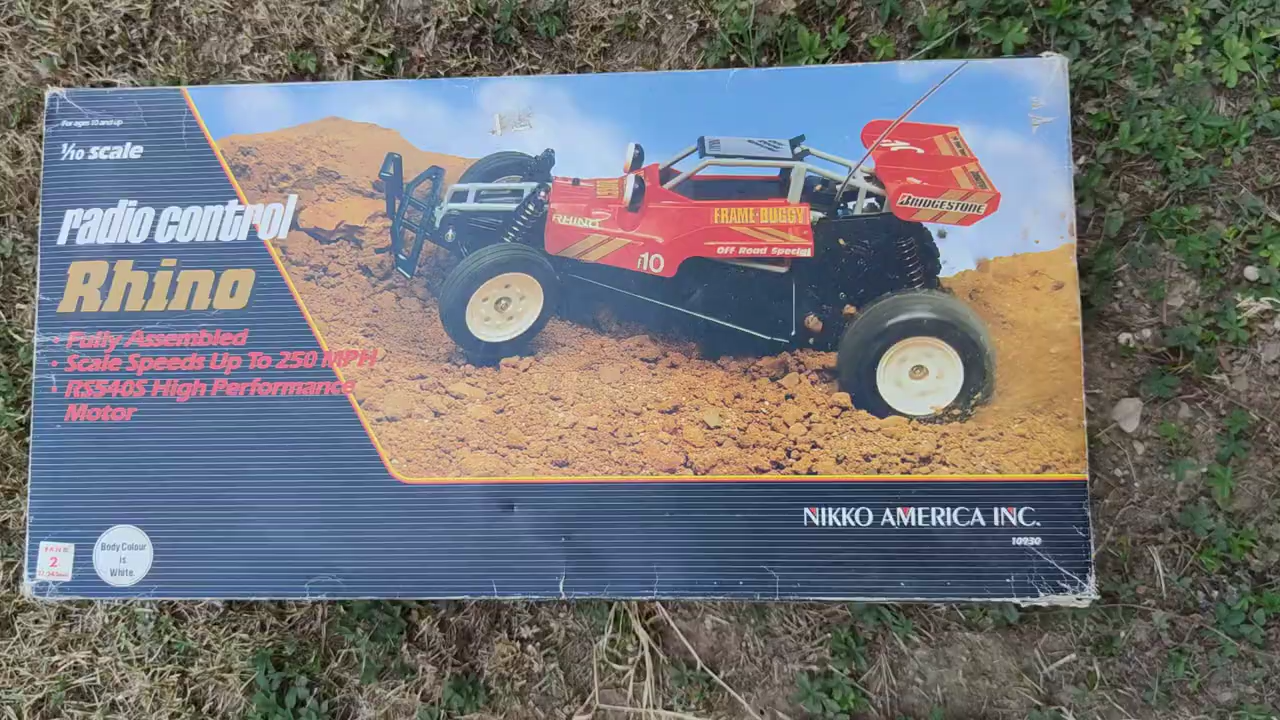 For ages 10 and up
1/10 scale
radio control
Rhino
• Fully Assembled
• Scale Speeds Up To 250 MPH
• RS540S High Performance
Motor
RHINO
FRAME BUGGY
Off Road Special
10
BRIDGESTONE
NIKKO AMERICA INC.
10930
BAND
2
Body Colour
is
White.